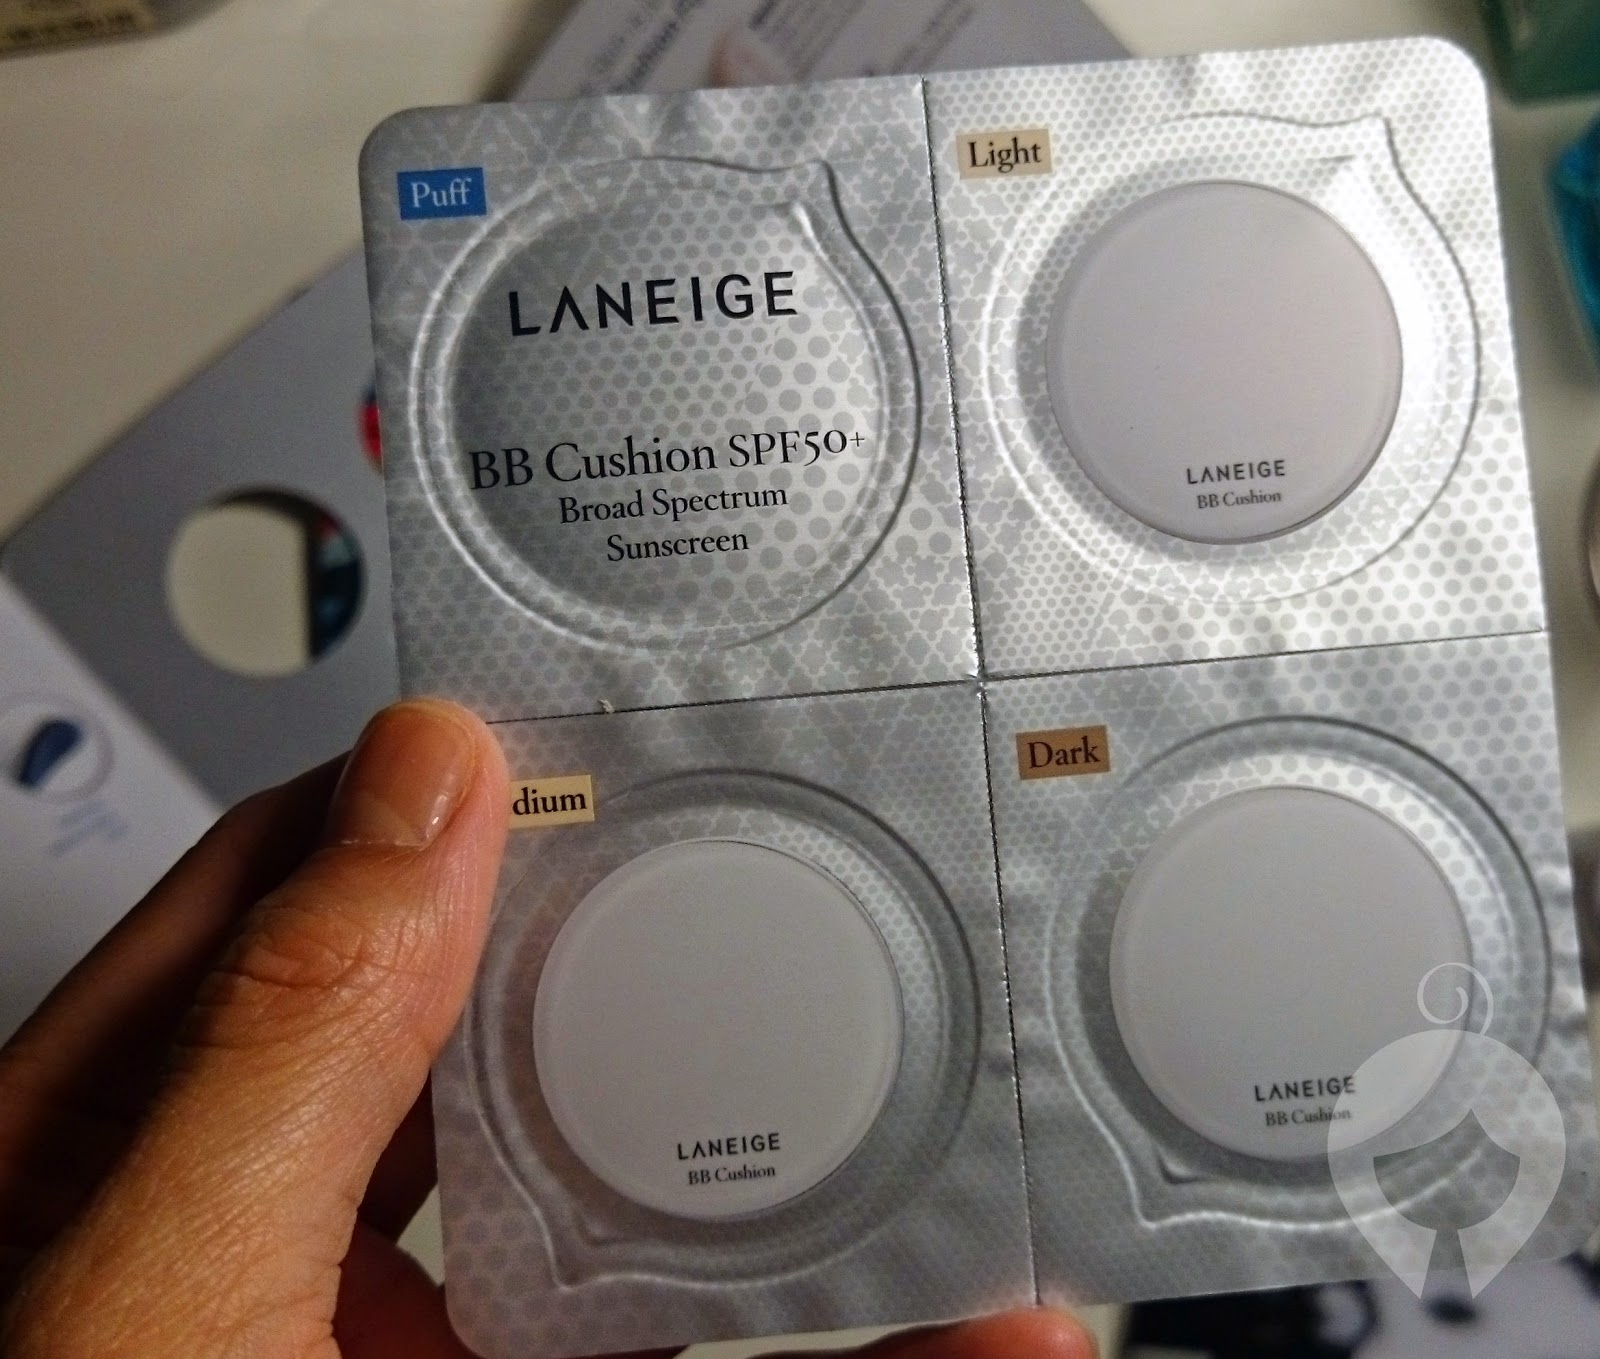 Puff
LANEIGE
BB Cushion SPF50+
Broad Spectrum
Sunscreen
Light
LANEIGE
BB Cushion
dium
LANEIGE
BB Cushion
Dark
LANEIGE
BB Cushion